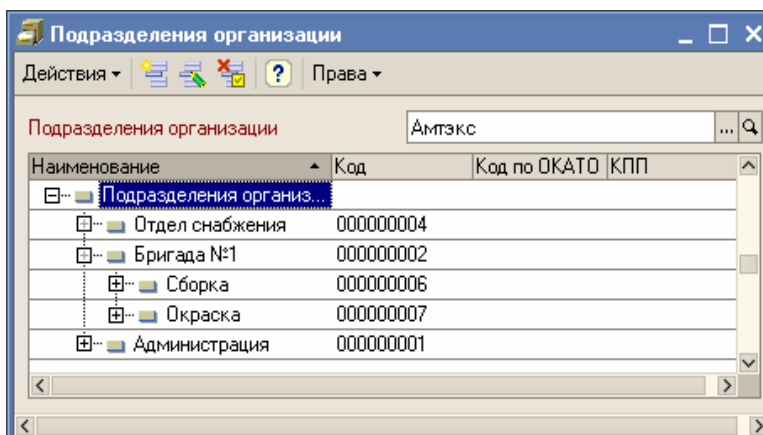 Подразделения организации
Действия Права
Подразделения организации Амтэкс ...
Наименование Код Код по ОКАТО КПП
Подразделения организ...
Отдел снабжения 000000004
Бригада №1 000000002
Сборка 000000006
Окраска 000000007
Администрация 000000001